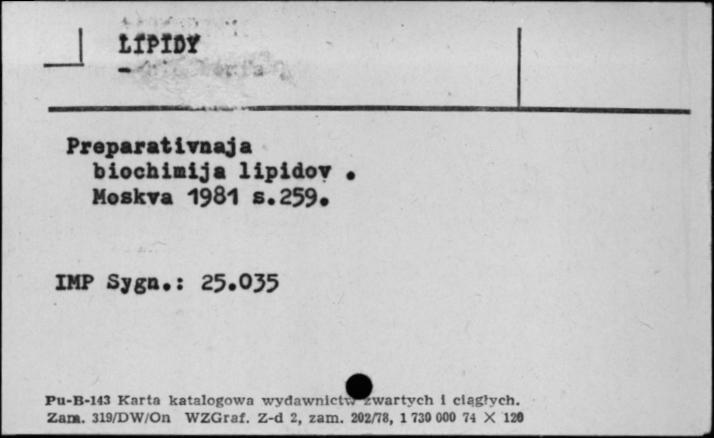 LIPIDY
-
Preparativnaja
biochimija lipidov .
Moskva 1981 s.259.
IMP Sygn.: 25.035
Pu-B-143 Karta katalogowa wydawnictw zwartych i ciągłych.
Zam. 319/DW/On WZGraf. Z-d 2, zam. 202/78, 1 730 000 74 X 120